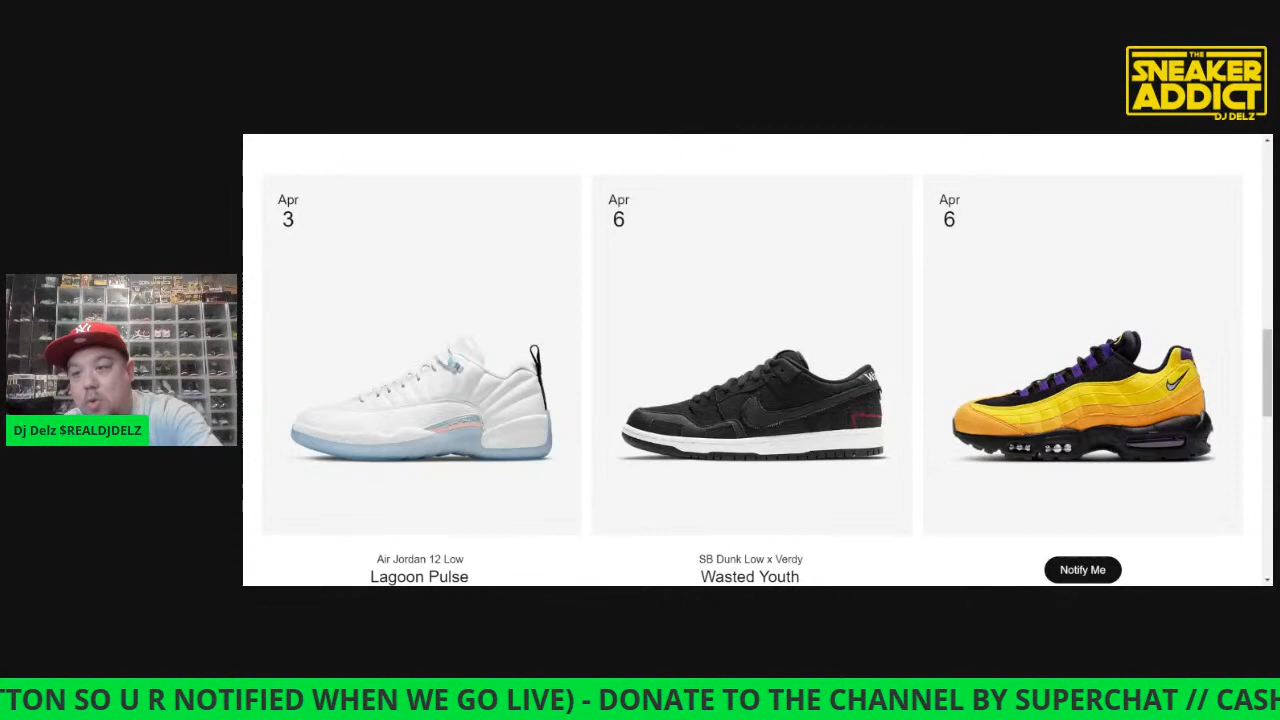 THE
SNEAKER
ADDICT
DJ DELZ
Apr
3
Apr
6
Apr
6
Dj Delz $REALDJDELZ
Air Jordan 12 Low
Lagoon Pulse
SB Dunk Low x Verdy
Wasted Youth
Notify Me
TTON SO U R NOTIFIED WHEN WE GO LIVE) - DONATE TO THE CHANNEL BY SUPERCHAT // CASH